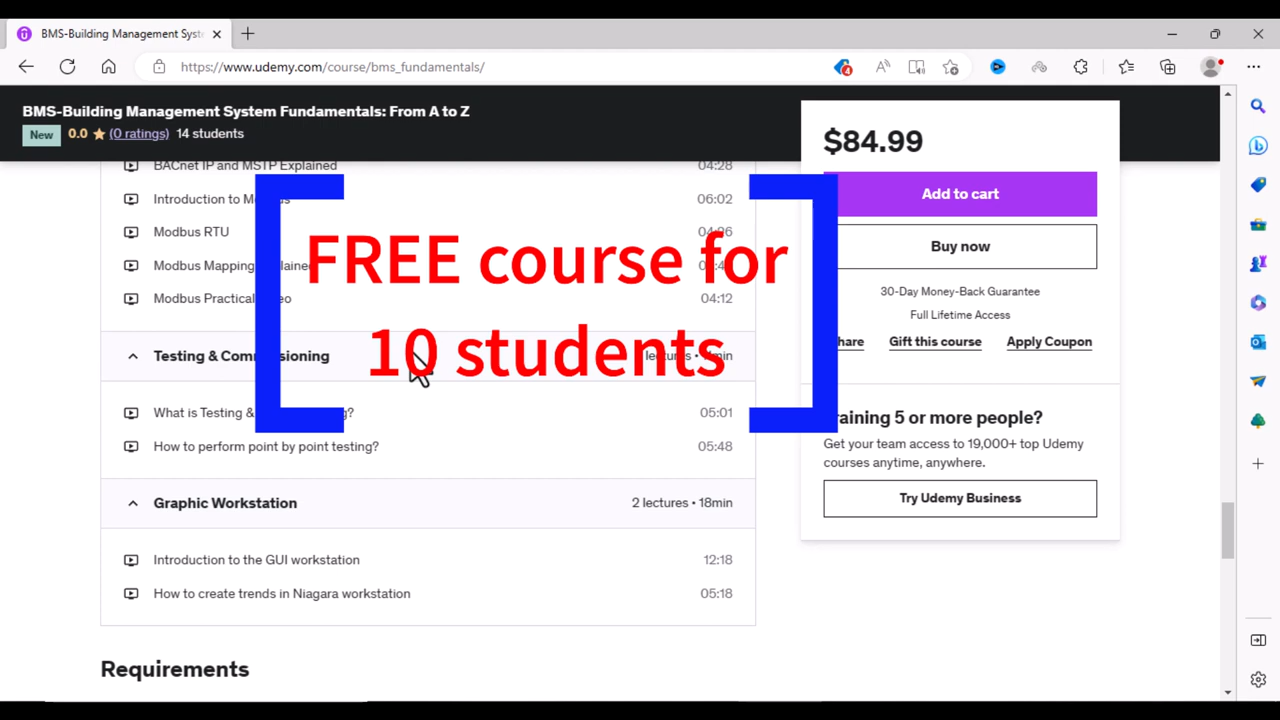 BMS-Building Management Syst
https://www.udemy.com/course/bms_fundamentals/
4
BMS-Building Management System Fundamentals: From A to Z
New 0.0 (0 ratings) 14 students
BACnet IP and MSTP Explained 04:28
Introduction to M 06:02
Modbus RTU
Modbus Mapping
Modbus Practical 04:12
Testing & Com 
What is Testing & 05:01
How to perform point by point testing? 05:48
Graphic Workstation 2 lectures • 18min
Introduction to the GUI workstation 12:18
How to create trends in Niagara workstation 05:18
Requirements
FREE course for
10 students
$84.99
Add to cart
Buy now
30-Day Money-Back Guarantee
Full Lifetime Access
hare Gift this course Apply Coupon
raining 5 or more people?
Get your team access to 19,000+ top Udemy
courses anytime, anywhere.
Try Udemy Business